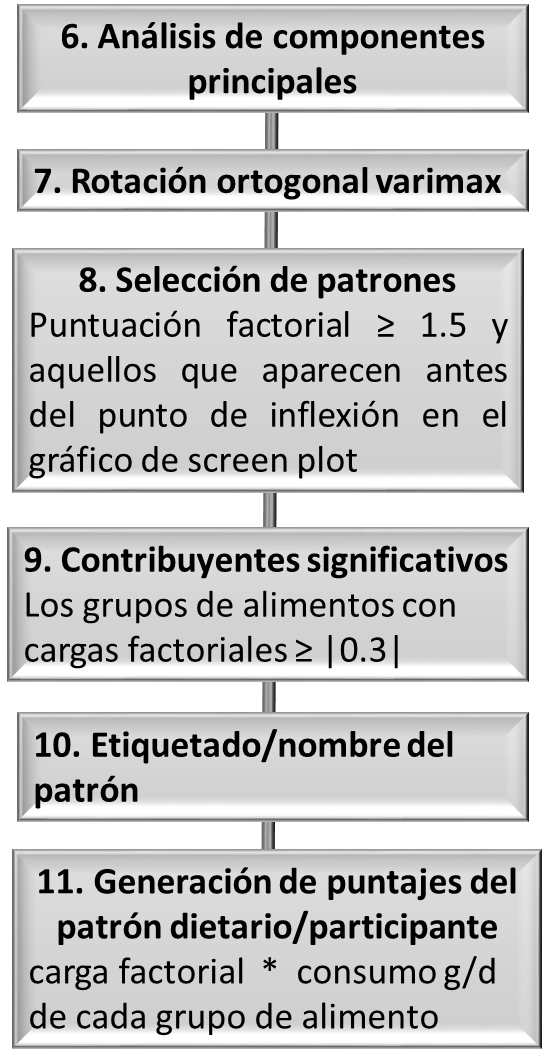 6. Análisis de componentes
principales
7. Rotación ortogonal varimax
8. Selección de patrones
Puntuación factorial ≥ 1.5 y
aquellos que aparecen antes
del punto de inflexión en el
gráfico de screen plot
9. Contribuyentes significativos
Los grupos de alimentos con
cargas factoriales ≥ |0.3|
10. Etiquetado/nombre del
patrón
11. Generación de puntajes del
patrón dietario/participante
carga factorial * consumo g/d
de cada grupo de alimento